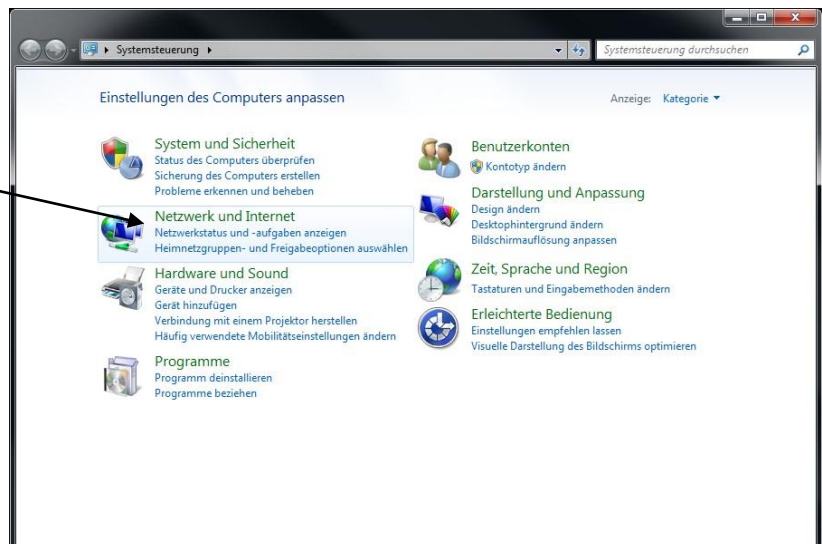 Systemsteuerung
Systemsteuerung durchsuchen
Einstellungen des Computers anpassen
Anzeige: Kategorie
System und Sicherheit
Status des Computers überprüfen
Sicherung des Computers erstellen
Probleme erkennen und beheben
Netzwerk und Internet
Netzwerkstatus und -aufgaben anzeigen
Heimnetzgruppen- und Freigabeoptionen auswählen
Hardware und Sound
Geräte und Drucker anzeigen
Gerät hinzufügen
Verbindung mit einem Projektor herstellen
Häufig verwendete Mobilitätseinstellungen ändern
Programme
Programm deinstallieren
Programme beziehen
Benutzerkonten
Kontotyp ändern
Darstellung und Anpassung
Design ändern
Desktophintergrund ändern
Bildschirmauflösung anpassen
Zeit, Sprache und Region
Tastaturen und Eingabemethoden ändern
Erleichterte Bedienung
Einstellungen empfehlen lassen
Visuelle Darstellung des Bildschirms optimieren